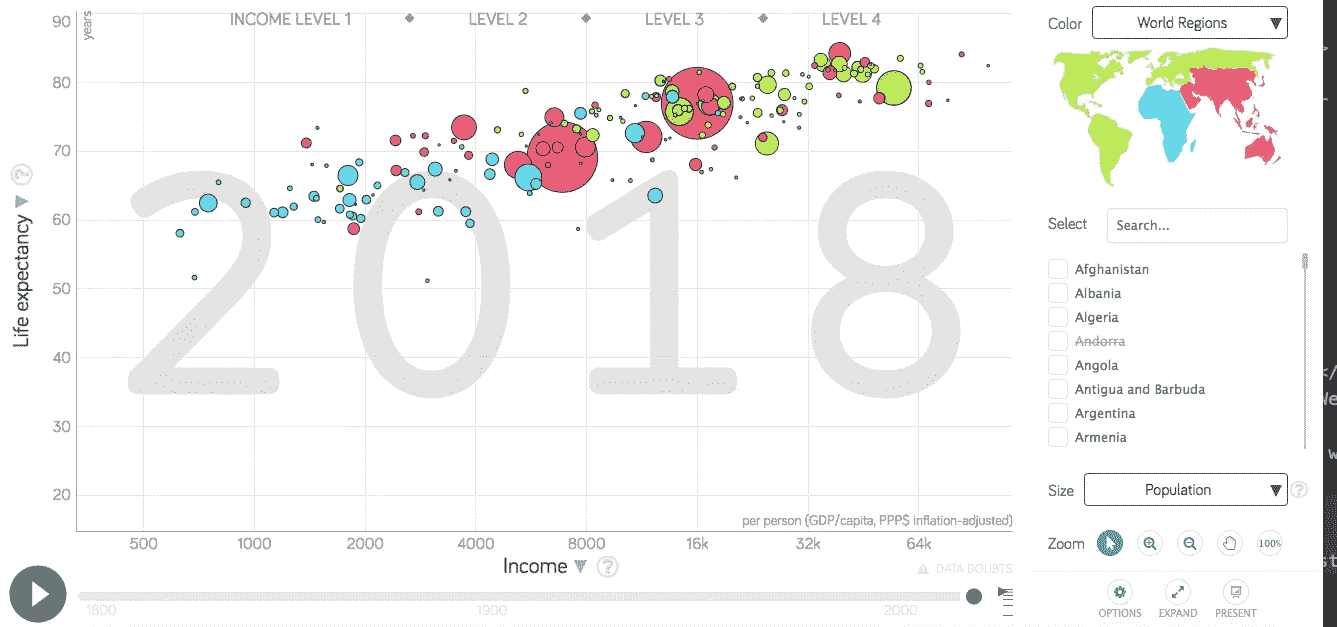 INCOME LEVEL 1 LEVEL 2 LEVEL 3 LEVEL 4
years
90
80
70
60
50
40
30
20
Life expectancy
?
2018
per person (GDP/capita, PPP$ inflation-adjusted)
500 1000 2000 4000 8000 16k 32k 64k
Income ?
DATA DOUBTS
1800 1900 2000
Color World Regions
Select Search...
Afghanistan
Albania
Algeria
Andorra
Angola
Antigua and Barbuda
Argentina
Armenia
Size Population ?
Zoom 100%
OPTIONS EXPAND PRESENT